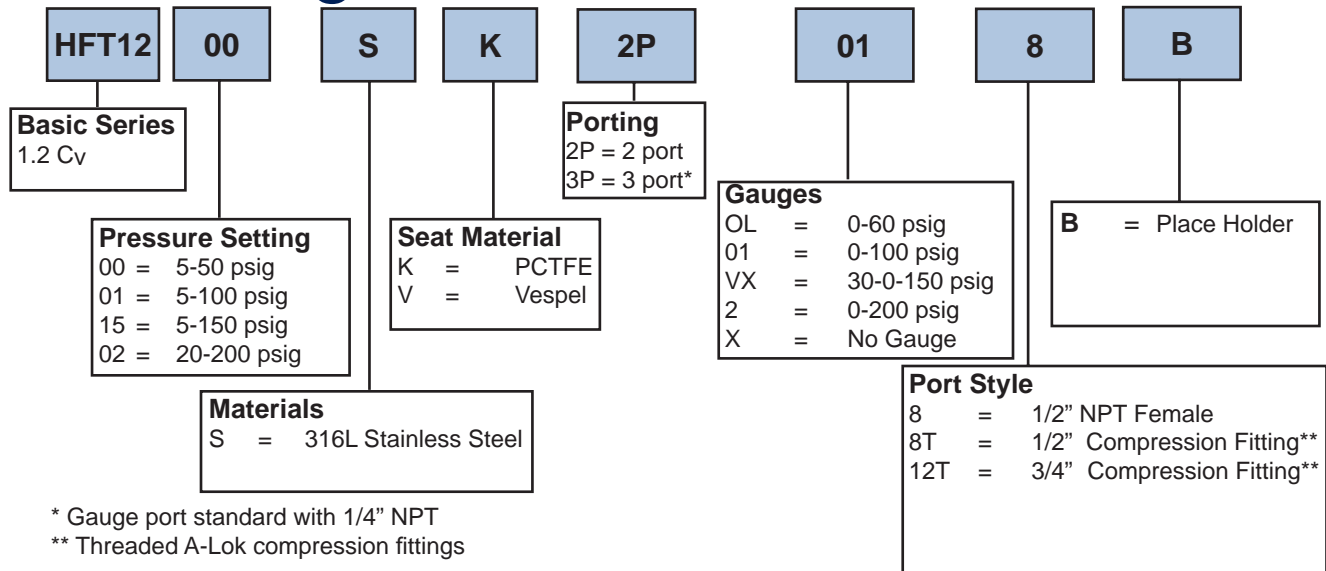 HFT12 00 S K 2P 01 8 B
Basic Series
1.2 Cv
Pressure Setting
00 = 5-50 psig
01 = 5-100 psig
15 = 5-150 psig
02 = 20-200 psig
Materials
S = 316L Stainless Steel
Seat Material
K = PCTFE
V = Vespel
Porting
2P = 2 port
3P = 3 port*
Gauges
OL = 0-60 psig
01 = 0-100 psig
VX = 30-0-150 psig
2 = 0-200 psig
X = No Gauge
Port Style
8 = 1/2” NPT Female
8T = 1/2” Compression Fitting**
12T = 3/4” Compression Fitting**
B = Place Holder
* Gauge port standard with 1/4” NPT
** Threaded A-Lok compression fittings